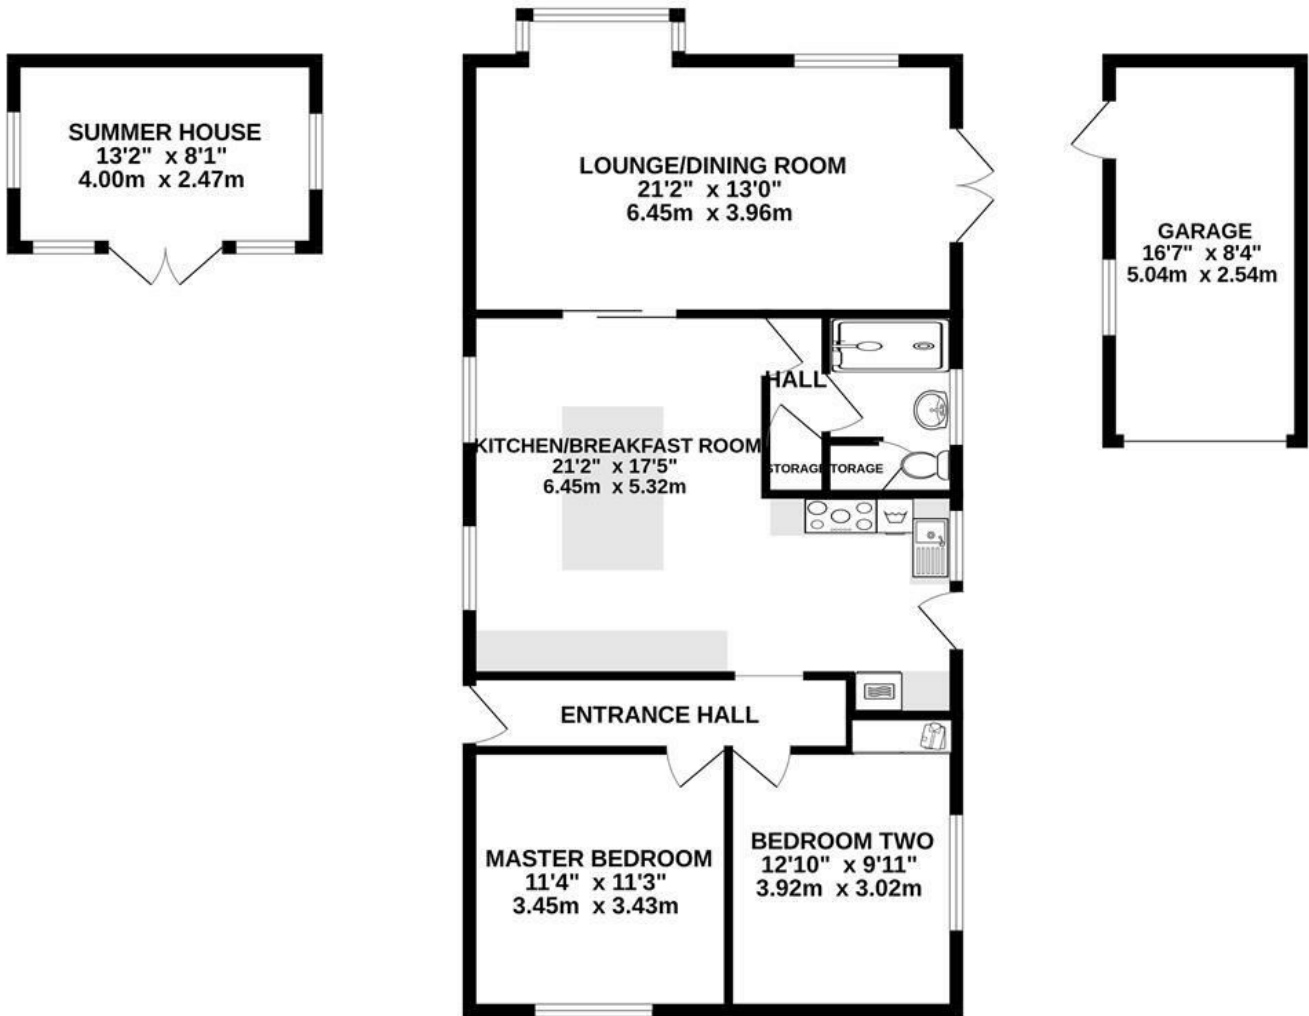 SUMMER HOUSE
13'2" x 8'1"
4.00m x 2.47m
LOUNGE/DINING ROOM
21'2" x 13'0"
6.45m x 3.96m
GARAGE
16'7" x 8'4"
5.04m x 2.54m
HALL
KITCHEN/BREAKFAST ROOM
21'2" x 17'5"
6.45m x 5.32m
STORAGE
TORAGE
ENTRANCE HALL
MASTER BEDROOM
11'4" x 11'3"
3.45m x 3.43m
BEDROOM TWO
12'10" x 9'11"
3.92m x 3.02m